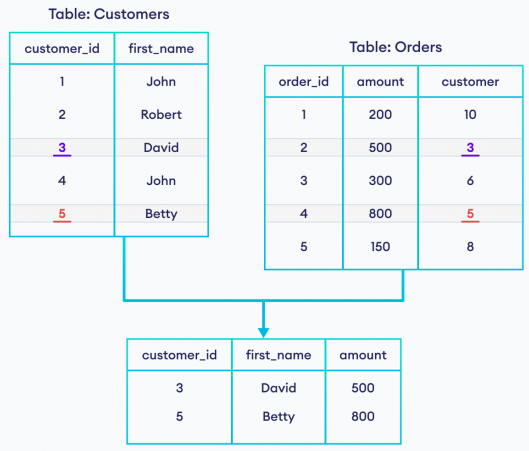 Table: Customers
customer_id first_name
1 John
2 Robert
3 David
4 John
5 Betty
Table: Orders
order_id amount customer
1 200 10
2 500 3
3 300 6
4 800 5
5 150 8
customer_id first_name amount
3 David 500
5 Betty 800